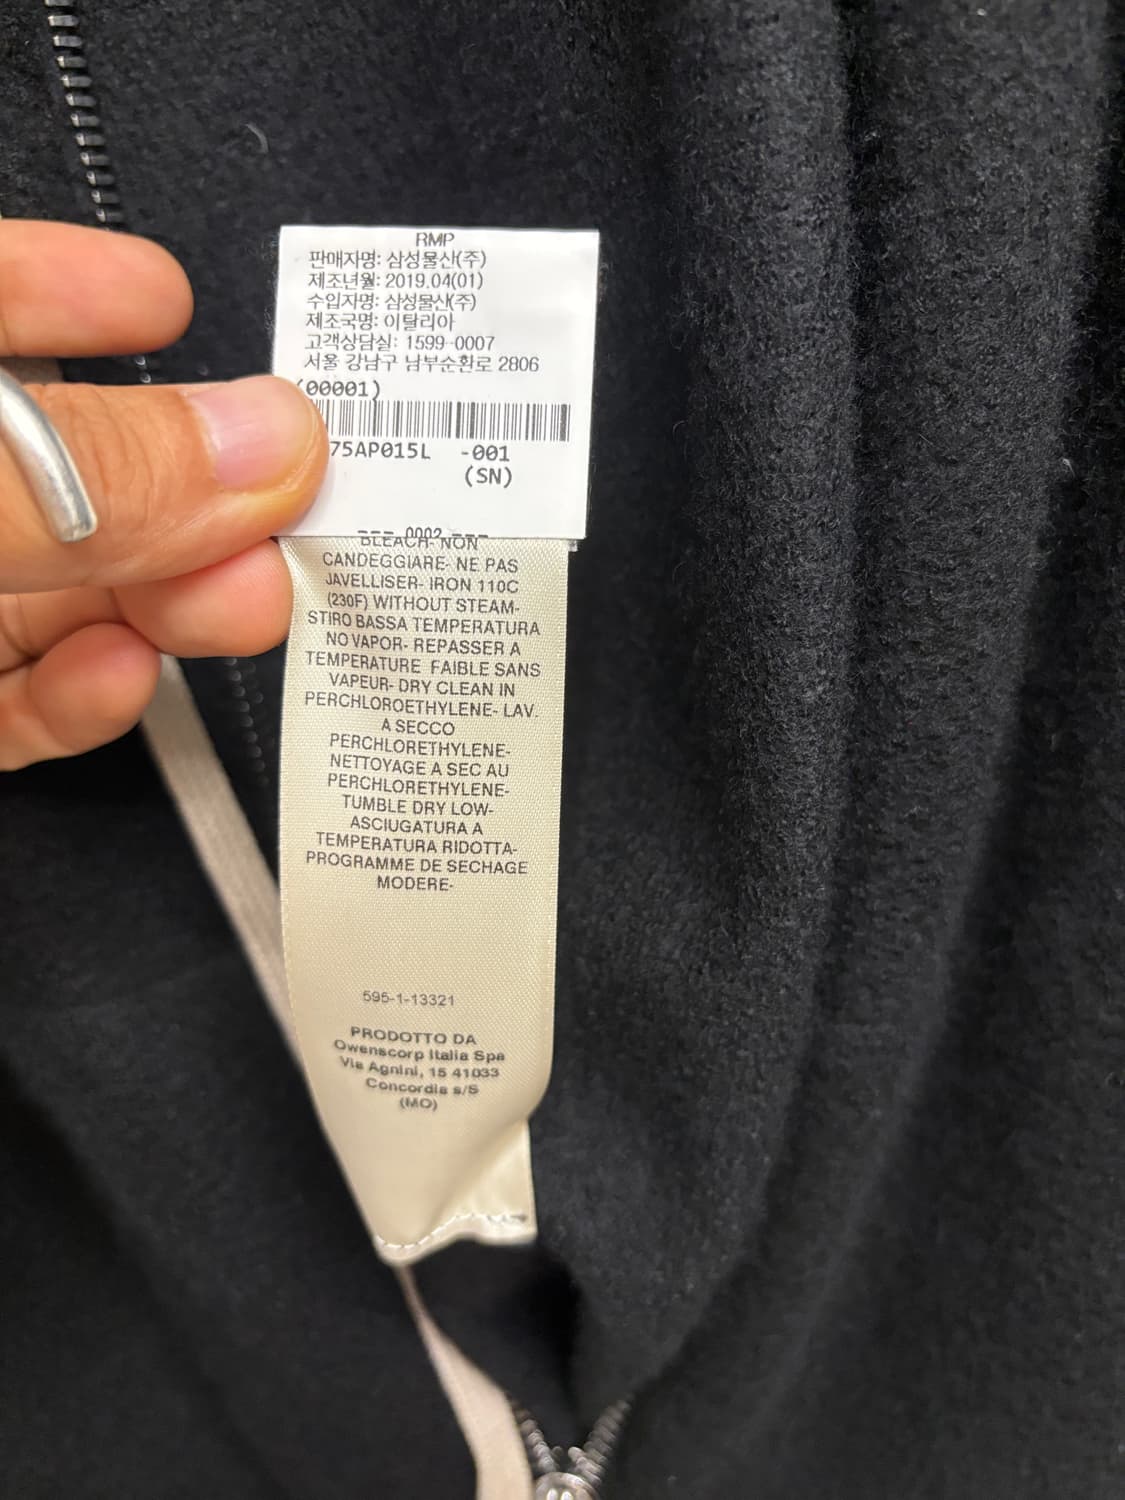 RMP
판매자명: 삼성물산(주)
제조년월: 2019.04(01)
수입자명: 삼성물산(주)
제조국명: 이탈리아
고객상담실: 1599-0007
서울 강남구 남부순환로 2806
(00001)
75AP015L -001
(SN)
BLEACH- NON
CANDEGGIARE- NE PAS
JAVELLISER- IRON 110C
(230F) WITHOUT STEAM-
STIRO BASSA TEMPERATURA
NO VAPOR- REPASSER A
TEMPERATURE FAIBLE SANS
VAPEUR- DRY CLEAN IN
PERCHLOROETHYLENE- LAV.
A SECCO
PERCHLORETHYLENE-
NETTOYAGE A SEC AU
PERCHLORETHYLENE-
TUMBLE DRY LOW-
ASCIUGATURA A
TEMPERATURA RIDOTTA-
PROGRAMME DE SECHAGE
MODERE-
595-1-13321
PRODOTTO DA
Owenscorp Italia Spa
Via Agnini, 15 41033
Concordia s/S
(MO)